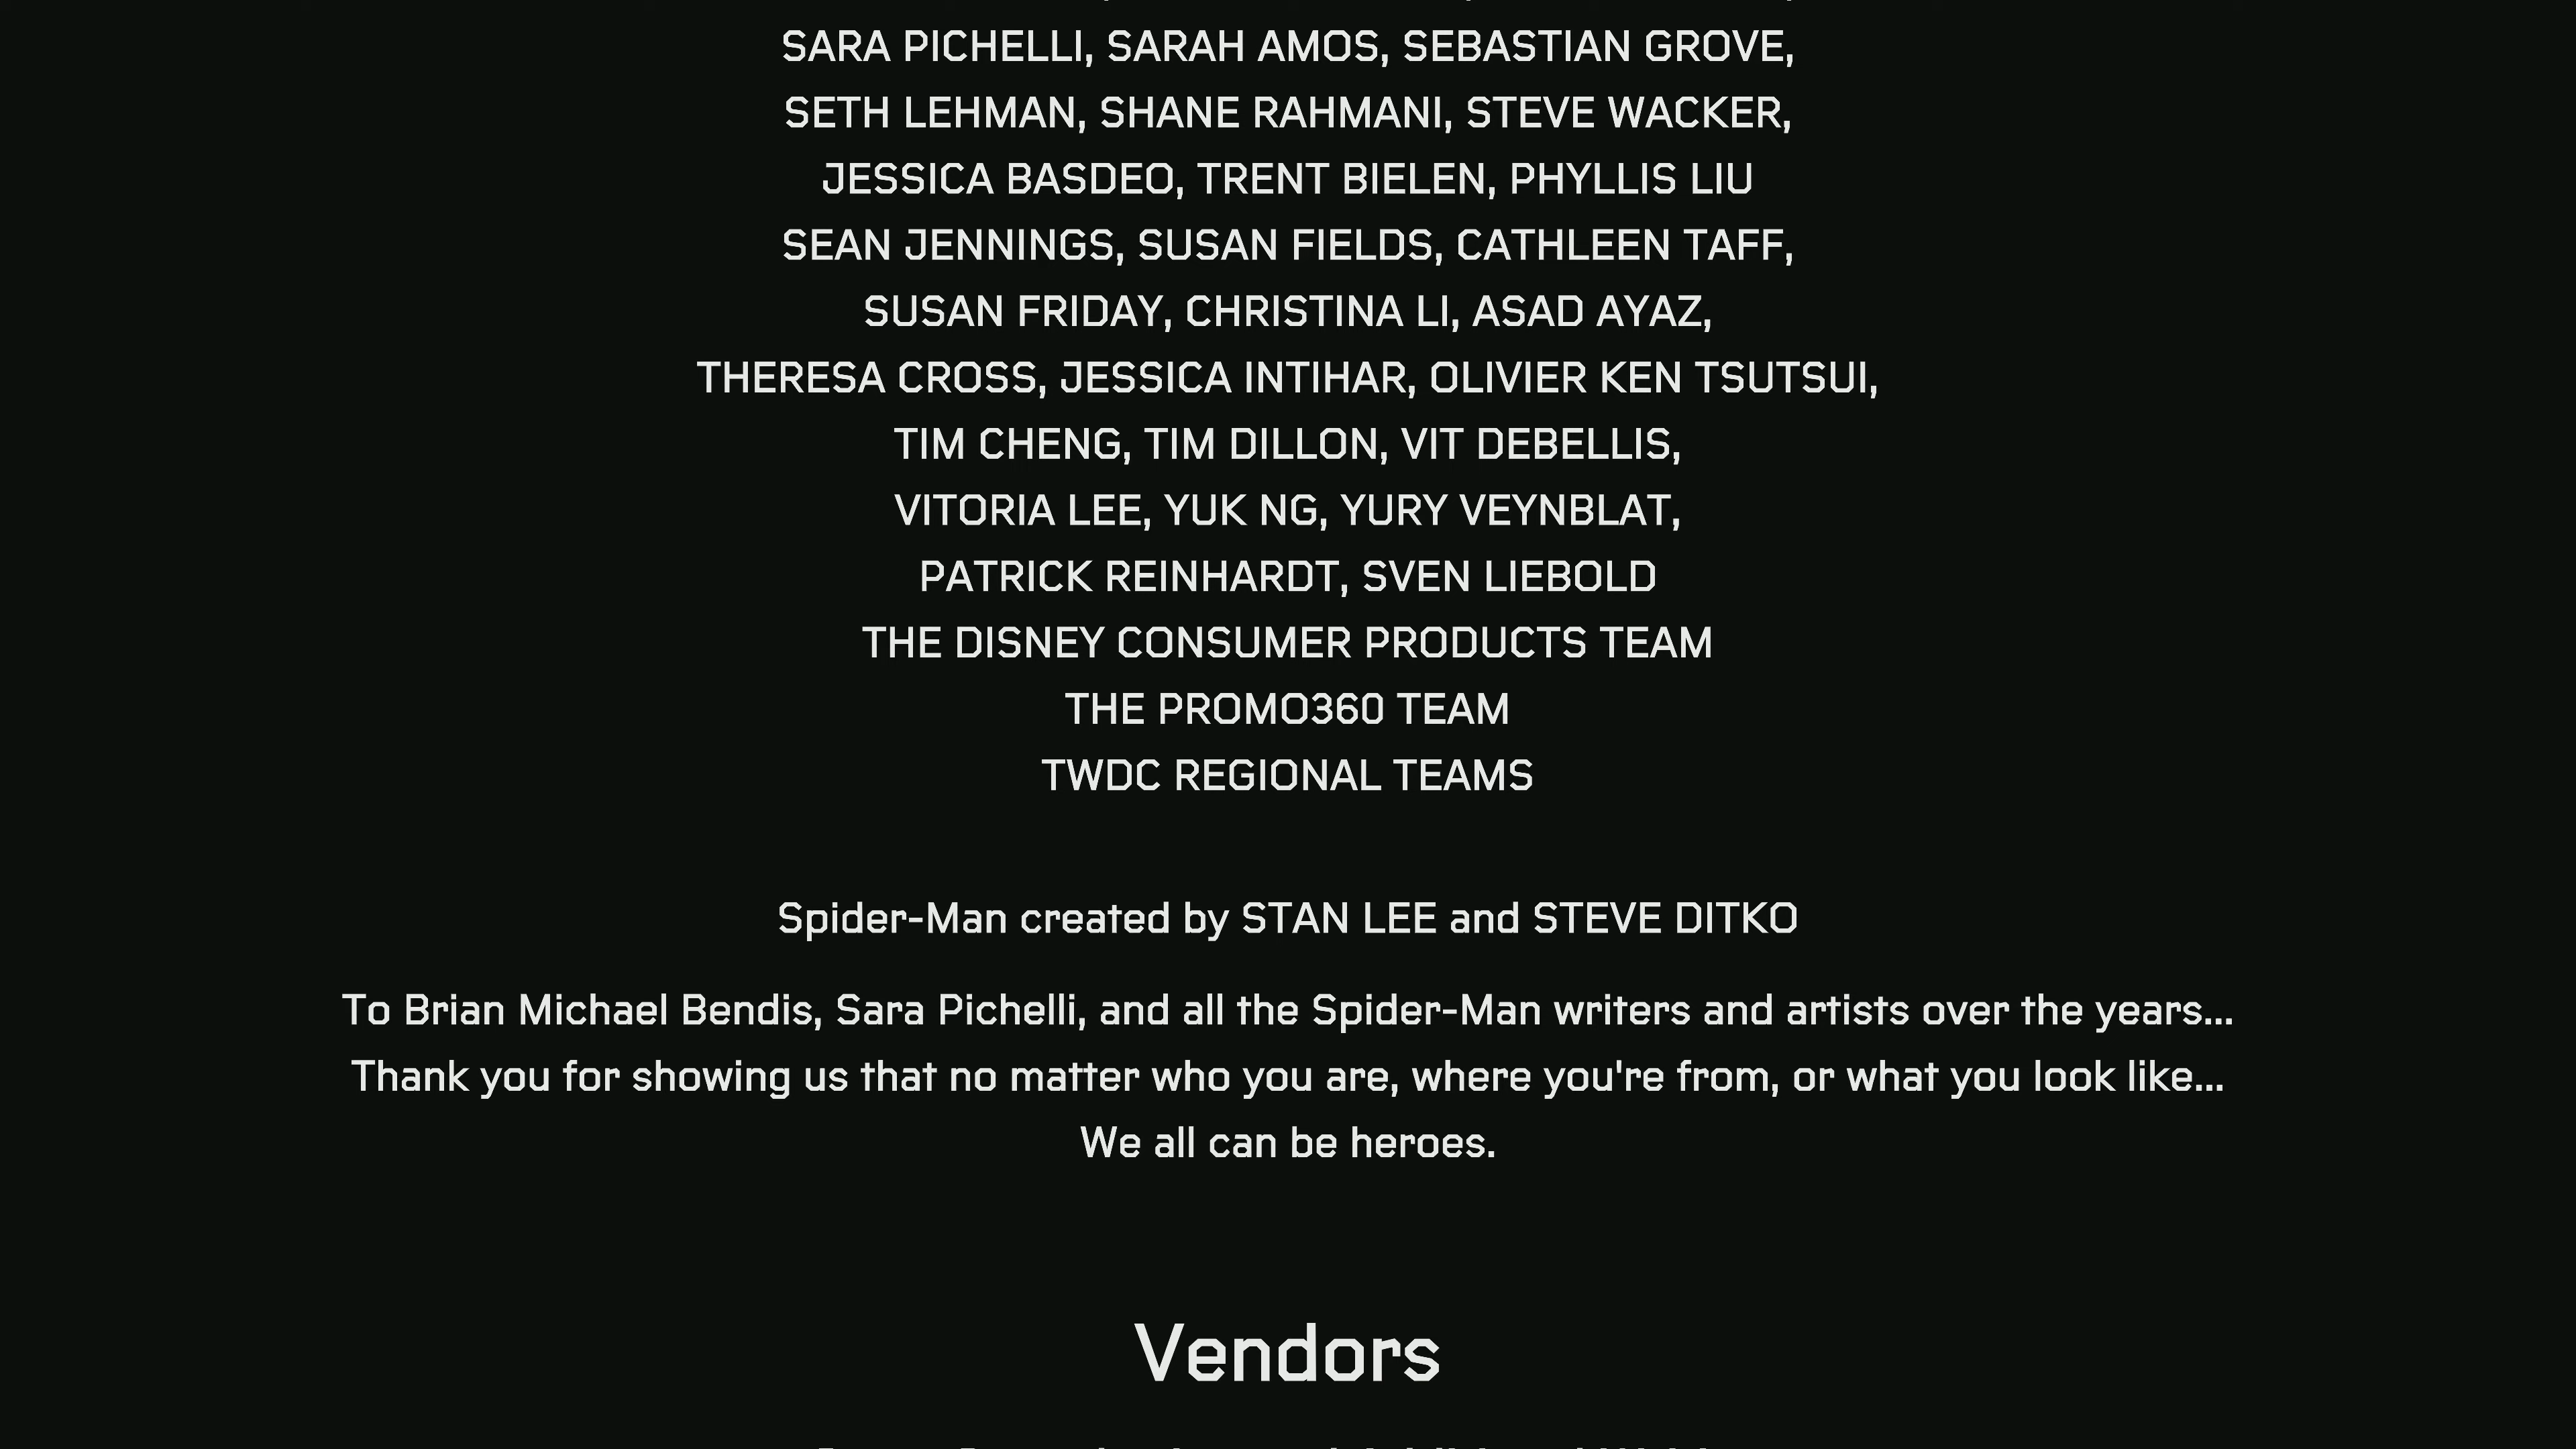 SARA PICHELLI, SARAH AMOS, SEBASTIAN GROVE,
SETH LEHMAN, SHANE RAHMANI, STEVE WACKER,
JESSICA BASDEO, TRENT BIELEN, PHYLLIS LIU
SEAN JENNINGS, SUSAN FIELDS, CATHLEEN TAFF,
SUSAN FRIDAY, CHRISTINA LI, ASAD AYAZ,
THERESA CROSS, JESSICA INTIHAR, OLIVIER KEN TSUTSUI,
TIM CHENG, TIM DILLON, VIT DEBELLIS,
VITORIA LEE, YUK NG, YURY VEYNBLAT,
PATRICK REINHARDT, SVEN LIEBOLD
THE DISNEY CONSUMER PRODUCTS TEAM
THE PROMO360 TEAM
TWDC REGIONAL TEAMS
Spider-Man created by STAN LEE and STEVE DITKO
To Brian Michael Bendis, Sara Pichelli, and all the Spider-Man writers and artists over the years...
Thank you for showing us that no matter who you are, where you're from, or what you look like...
We all can be heroes.
Vendors